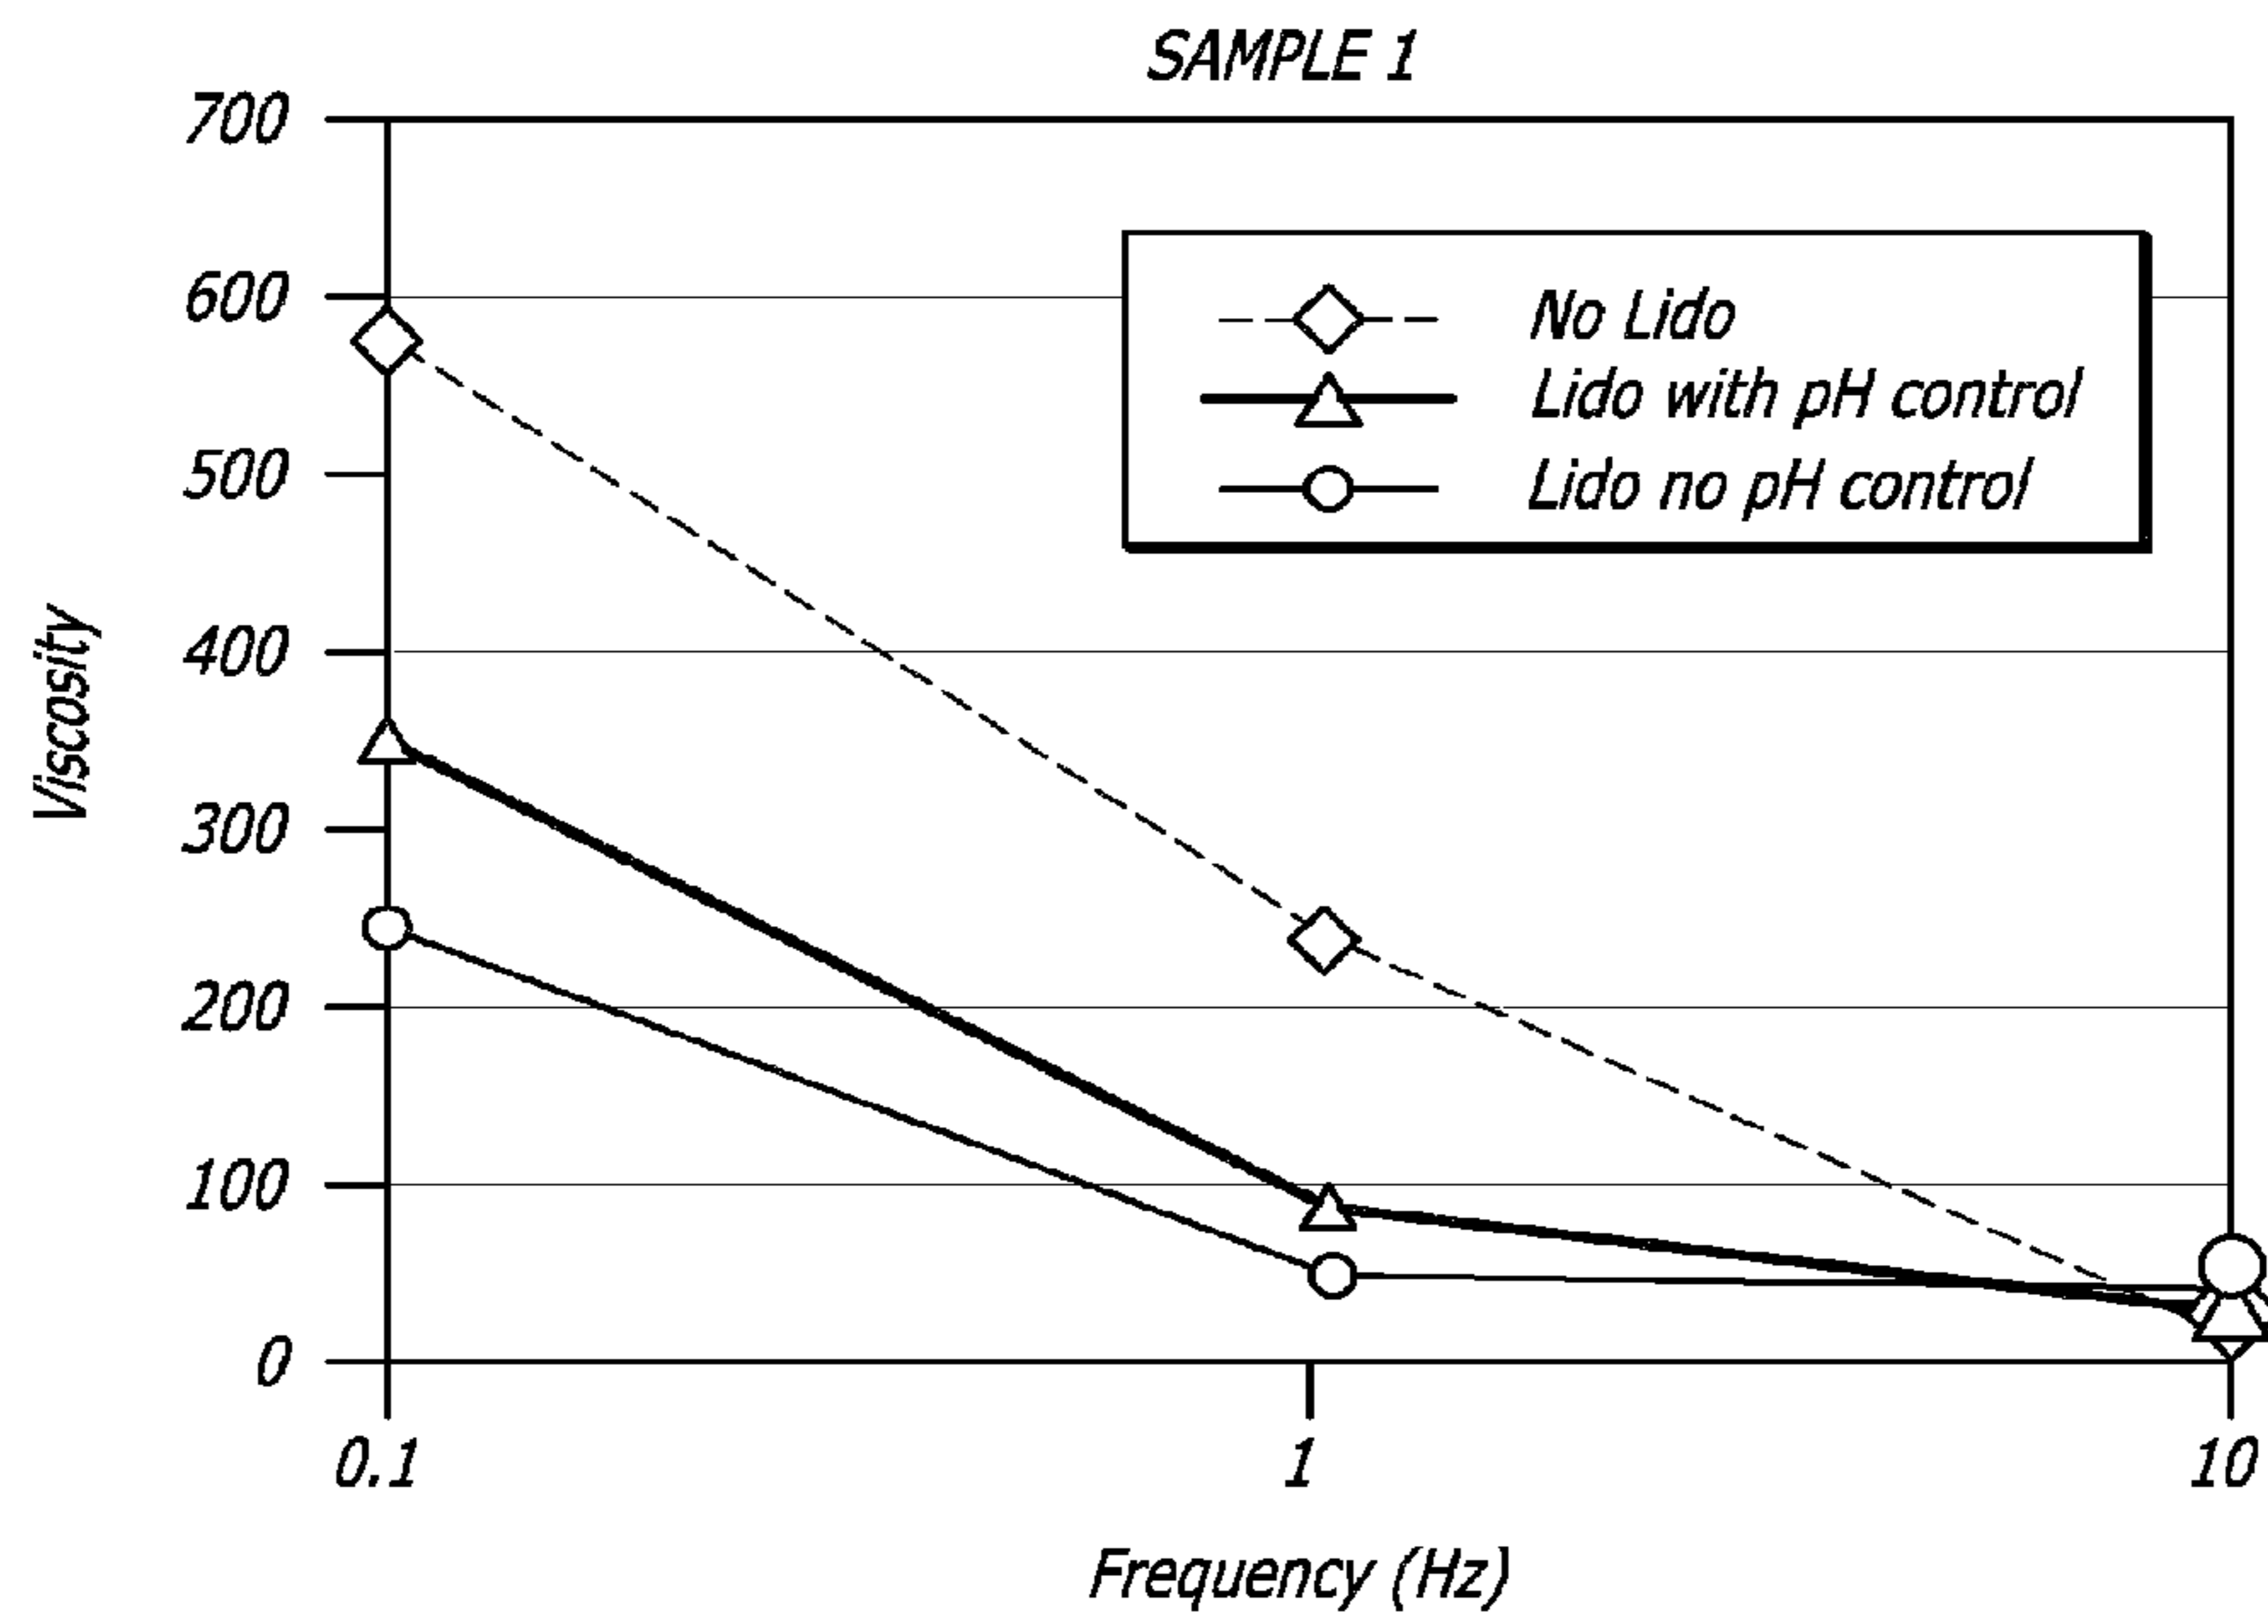 SAMPLE 1
700
600
500
400
300
200
100
0
Viscosity
No Lido
Lido with pH control
Lido no pH control
0.1
1
10
Frequency (Hz)